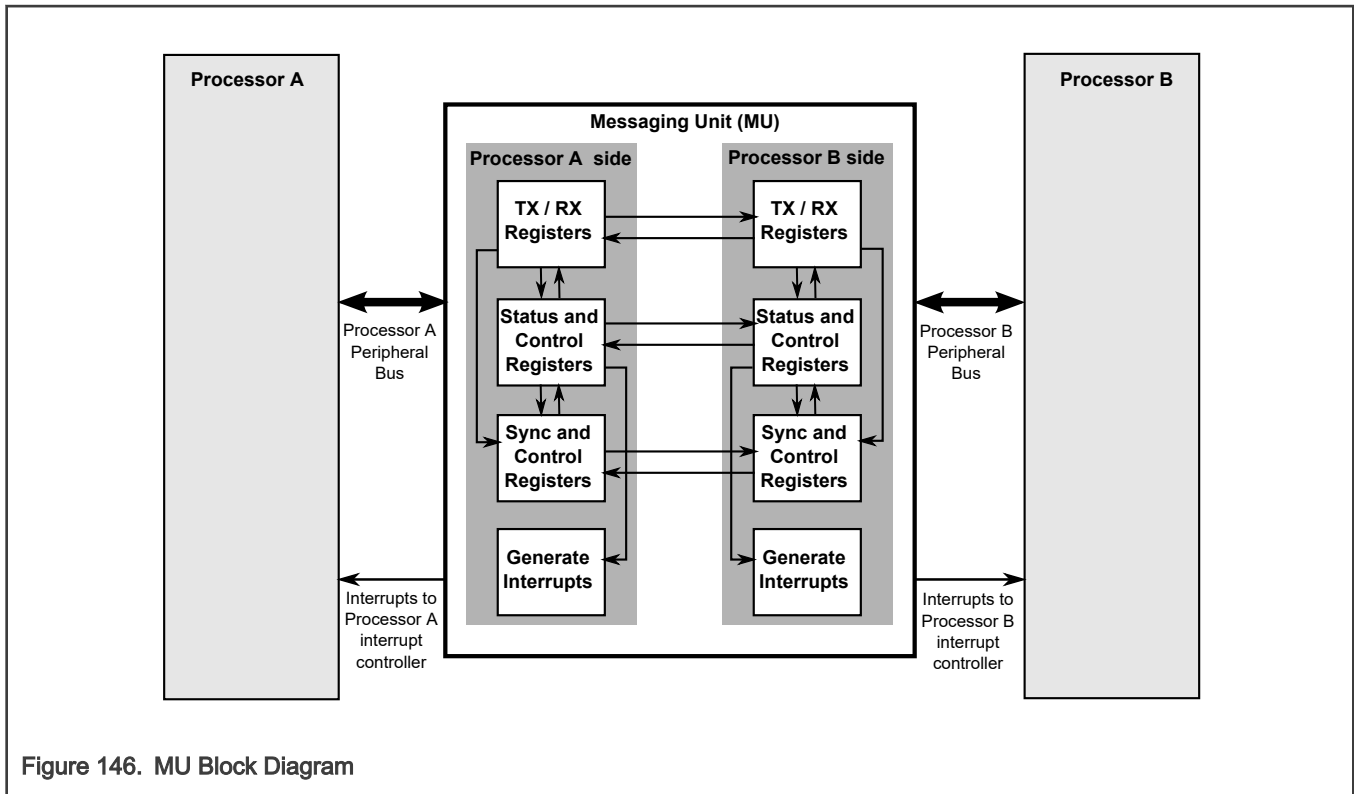 Processor A
Processor B
Messaging Unit (MU)
Processor A side
Processor B side
TX / RX
Registers
TX / RX
Registers
Status and
Control
Registers
Status and
Control
Registers
Processor A
Peripheral
Bus
Processor B
Peripheral
Bus
Sync and
Control
Registers
Sync and
Control
Registers
Generate
Interrupts
Generate
Interrupts
Interrupts to
Processor A
interrupt
controller
Interrupts to
Processor B
interrupt
controller
Figure 146. MU Block Diagram